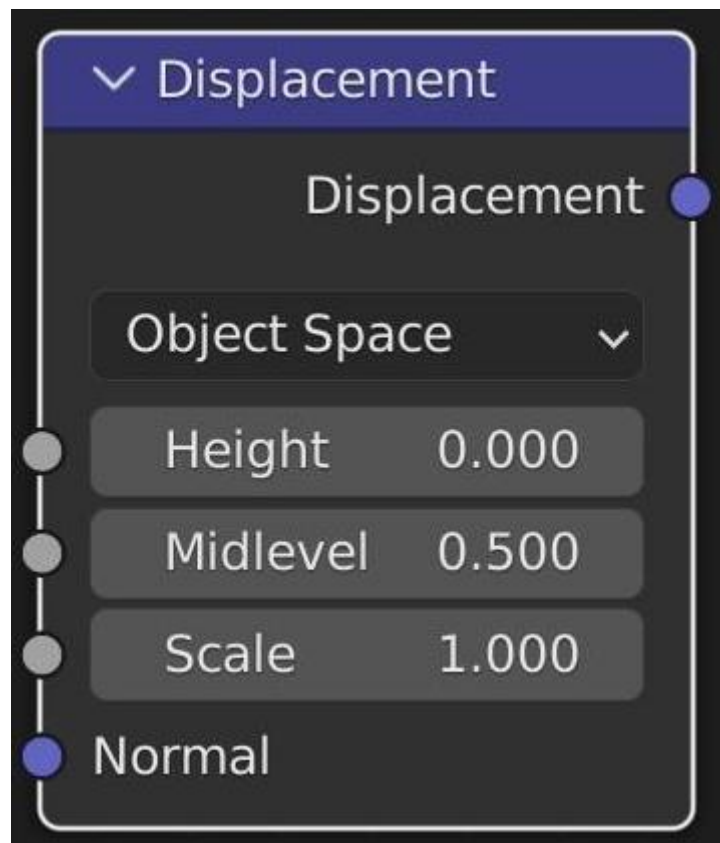 Displacement
Displacement
Object Space
Height 0.000
Midlevel 0.500
Scale 1.000
Normal